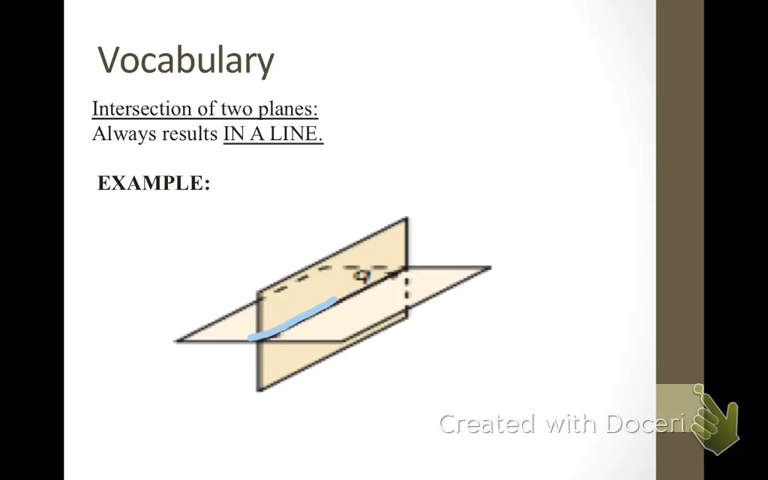 Vocabulary
Intersection of two planes:
Always results IN A LINE.
EXAMPLE:
q
Created with Doceri